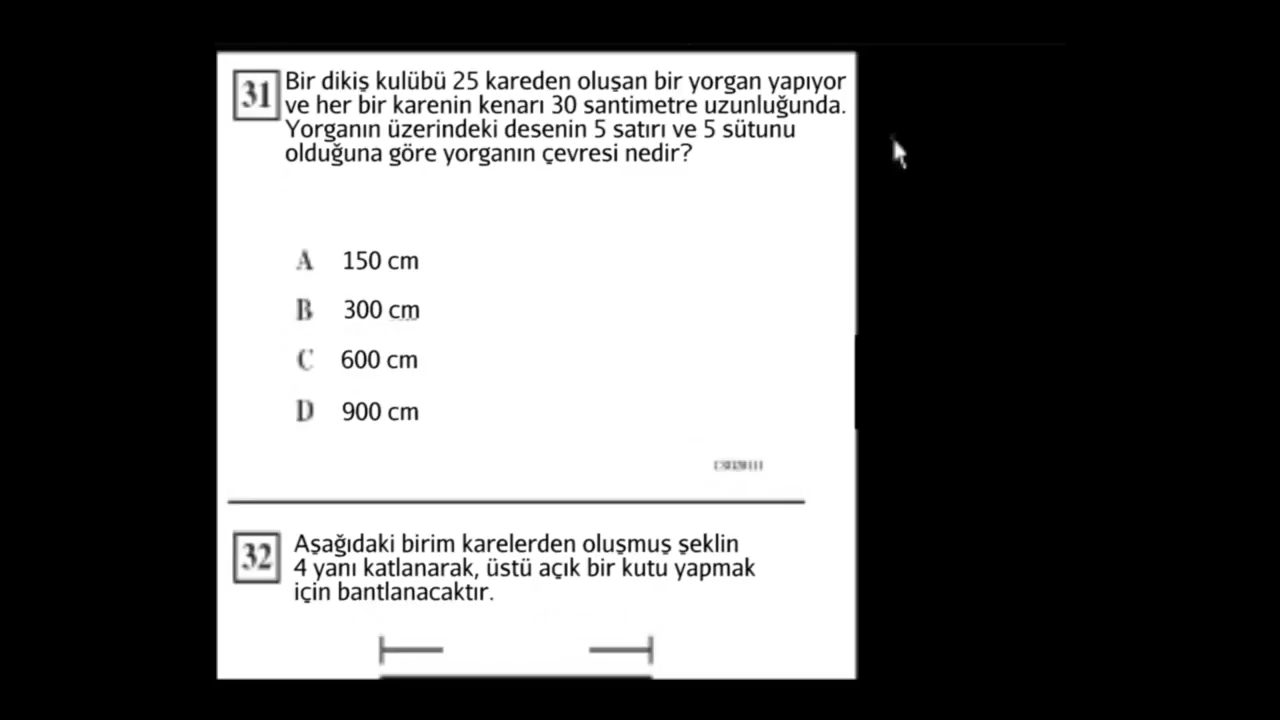 31 Bir dikiş kulübü 25 kareden oluşan bir yorgan yapıyor
ve her bir karenin kenarı 30 santimetre uzunluğunda.
Yorganın üzerindeki desenin 5 satırı ve 5 sütunu
olduğuna göre yorganın çevresi nedir?
A 150 cm
B 300 cm
C 600 cm
D 900 cm
32 Aşağıdaki birim karelerden oluşmuş şeklin
4 yanı katlanarak, üstü açık bir kutu yapmak
için bantlanacaktır.